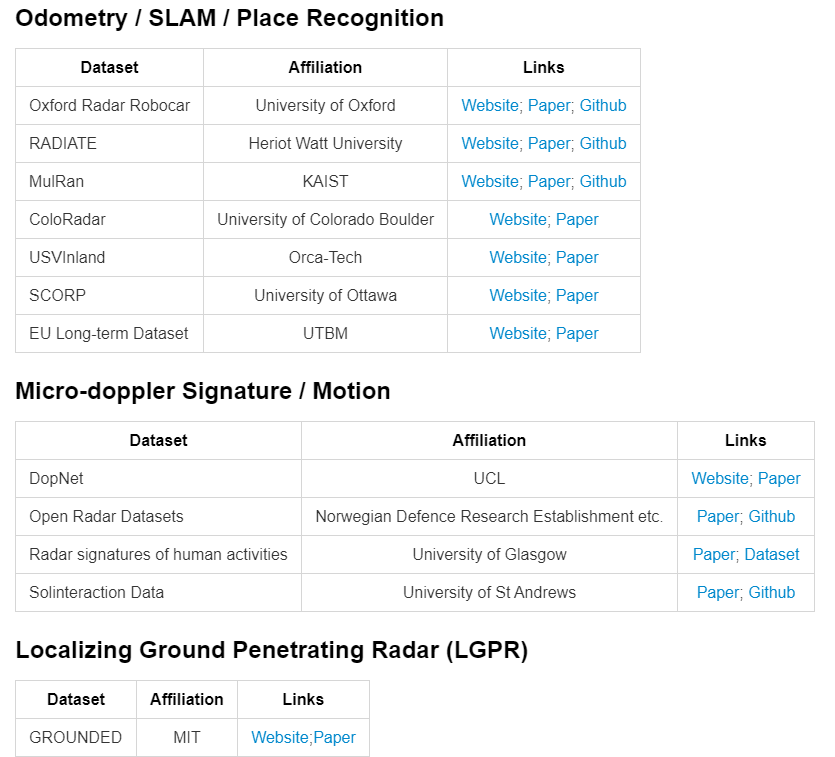 Odometry / SLAM / Place Recognition
Dataset Affiliation Links
Oxford Radar Robocar University of Oxford Website; Paper; Github
RADIATE Heriot Watt University Website; Paper; Github
MulRan KAIST Website; Paper; Github
ColoRadar University of Colorado Boulder Website; Paper
USVInland Orca-Tech Website; Paper
SCORP University of Ottawa Website; Paper
EU Long-term Dataset UTBM Website; Paper
Micro-doppler Signature / Motion
Dataset Affiliation Links
DopNet UCL Website; Paper
Open Radar Datasets Norwegian Defence Research Establishment etc. Paper; Github
Radar signatures of human activities University of Glasgow Paper; Dataset
Solinteraction Data University of St Andrews Paper; Github
Localizing Ground Penetrating Radar (LGPR)
Dataset Affiliation Links
GROUNDED MIT Website;Paper